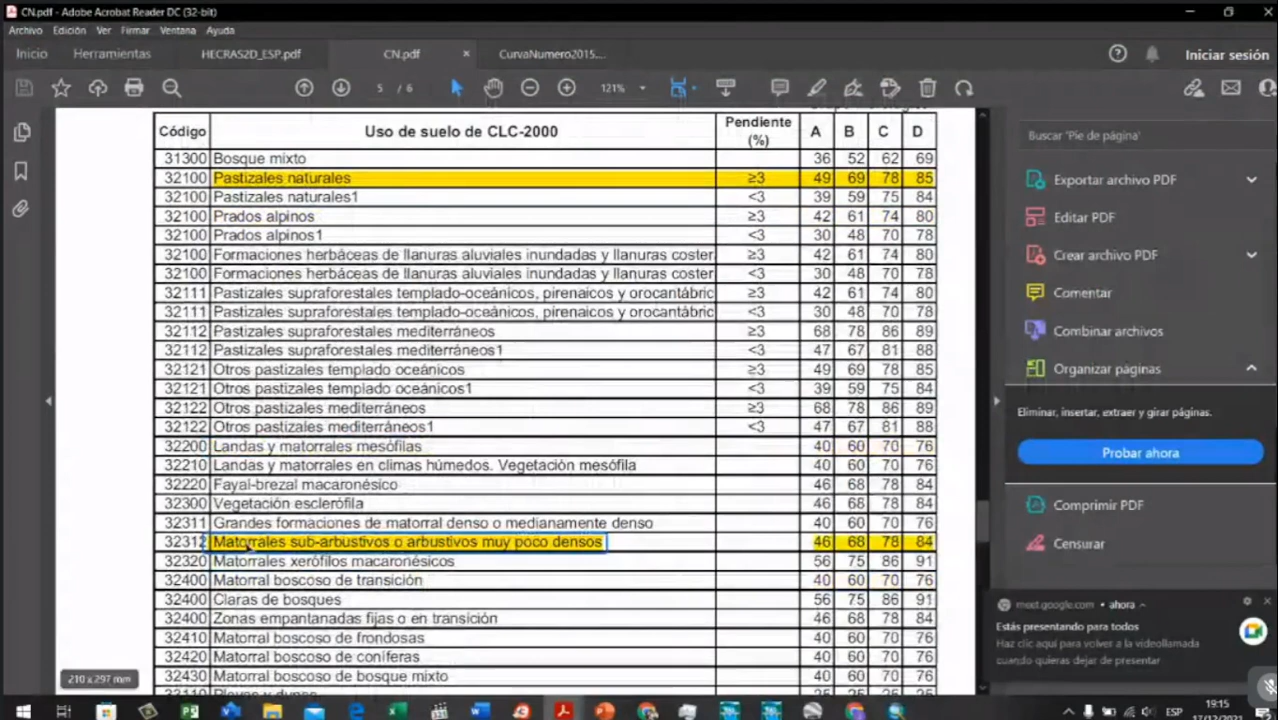 CN.pdf - Adobe Acrobat Reader DC (32-bit)
Archivo Edición Ver Firmar Ventana Ayuda
Inicio Herramientas HECRAS2D_ESP.pdf CN.pdf × CurvaNumero2015.... Iniciar sesión
5 / 6 121%
Código Uso de suelo de CLC-2000 Pendiente (%) A B C D
31300 Bosque mixto 36 52 62 69
32100 Pastizales naturales ≥3 49 69 78 85
32100 Pastizales naturales1 <3 39 59 75 84
32100 Prados alpinos ≥3 42 61 74 80
32100 Prados alpinos1 <3 30 48 70 78
32100 Formaciones herbáceas de llanuras aluviales inundadas y llanuras coster ≥3 42 61 74 80
32100 Formaciones herbáceas de llanuras aluviales inundadas y llanuras coster <3 30 48 70 78
32111 Pastizales supraforestales templado-oceánicos, pirenaicos y orocantábric ≥3 42 61 74 80
32111 Pastizales supraforestales templado-oceánicos, pirenaicos y orocantábric <3 30 48 70 78
32112 Pastizales supraforestales mediterráneos ≥3 68 78 86 89
32112 Pastizales supraforestales mediterráneos1 <3 47 67 81 88
32121 Otros pastizales templado oceánicos ≥3 49 69 78 85
32121 Otros pastizales templado oceánicos1 <3 39 59 75 84
32122 Otros pastizales mediterráneos ≥3 68 78 86 89
32122 Otros pastizales mediterráneos1 <3 47 67 81 88
32200 Landas y matorrales mesófilas 40 60 70 76
32210 Landas y matorrales en climas húmedos. Vegetación mesófila 40 60 70 76
32220 Fayal-brezal macaronésico 46 68 78 84
32300 Vegetación esclerófila 46 68 78 84
32311 Grandes formaciones de matorral denso o medianamente denso 40 60 70 76
32312 Matorrales sub-arbustivos o arbustivos muy poco densos 46 68 78 84
32320 Matorrales xerófilos macaronésicos 56 75 86 91
32400 Matorral boscoso de transición 40 60 70 76
32400 Claras de bosques 56 75 86 91
32400 Zonas empantanadas fijas o en transición 46 68 78 84
32410 Matorral boscoso de frondosas 40 60 70 76
32420 Matorral boscoso de coníferas 40 60 70 76
32430 Matorral boscoso de bosque mixto 40 60 70 76
210 x 297 mm
Buscar 'Pie de página'
Exportar archivo PDF
Editar PDF
Crear archivo PDF
Comentar
Combinar archivos
Organizar páginas
Eliminar, insertar, extraer y girar páginas.
Probar ahora
Comprimir PDF
Censurar
meet.google.com • ahora
Estás presentando para todos
Haz clic aquí para volver a la videollamada
cuando quieras dejar de presentar
ESP 19:15
17/12/2021